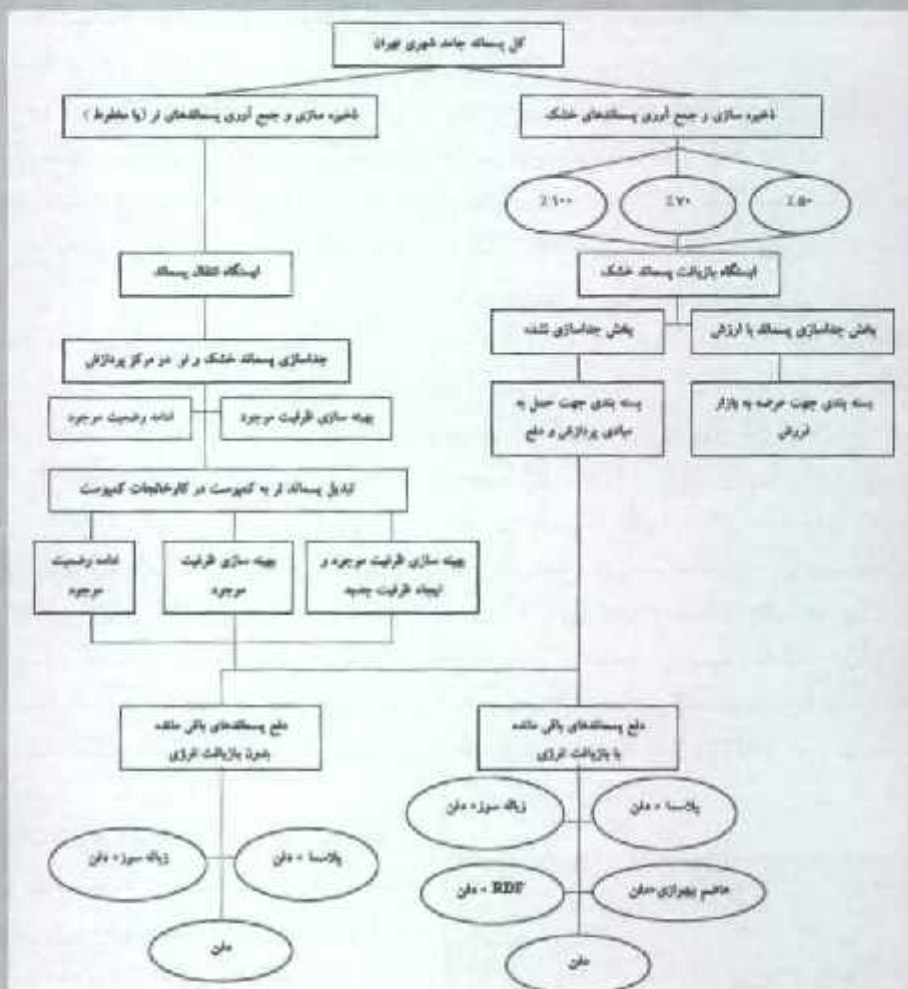 کل پسماند جامد شهری تهران
ذخیره سازی و جمع آوری پسماندهای خشک
ذخیره سازی و جمع آوری پسماندهای تر (یا مخلوط )
٪ ۵۰
٪ ۷۰
٪ ۱۰۰
ایستگاه بازیافت پسماند خشک
ایستگاه انتقال پسماند
بخش جداسازی پسماند با ارزش
بخش جداسازی نشده
جداسازی پسماند خشک و تر در مرکز پردازش
بسته بندی جهت عرضه به بازار
فروش
بسته بندی جهت حمل به
مبادی پردازش و دفع
بهینه سازی ظرفیت موجود
ادامه وضعیت موجود
تبدیل پسماند تر به کمپوست در کارخانجات کمپوست
بهینه سازی ظرفیت موجود و
ایجاد ظرفیت جدید
بهینه سازی ظرفیت
موجود
ادامه وضعیت
موجود
دفع پسماندهای باقی مانده
با بازیافت انرژی
دفع پسماندهای باقی مانده
بدون بازیافت انرژی
پلاسما + دفن
زباله سوز+ دفن
هاضم بیهوازی+دفن
RDF + دفن
دفن
پلاسما + دفن
زباله سوز+ دفن
دفن